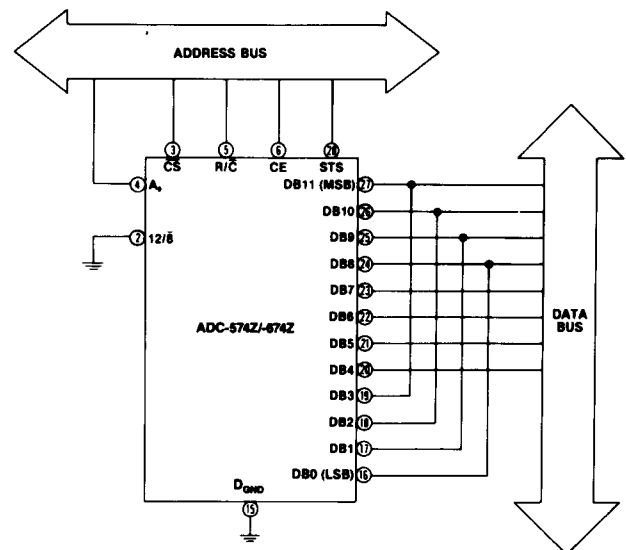 ADDRESS BUS
3 5 6 28
C̅S̅ R/C̅ CE STS
4 A₀
DB11 (MSB) 27
DB10 26
2 12/8̅
DB9 25
DB8 24
DB7 23
DB6 22
ADC-574Z/-674Z
DATA
BUS
DB5 21
DB4 20
DB3 19
DB2 18
DB1 17
DB0 (LSB) 16
DGND
15